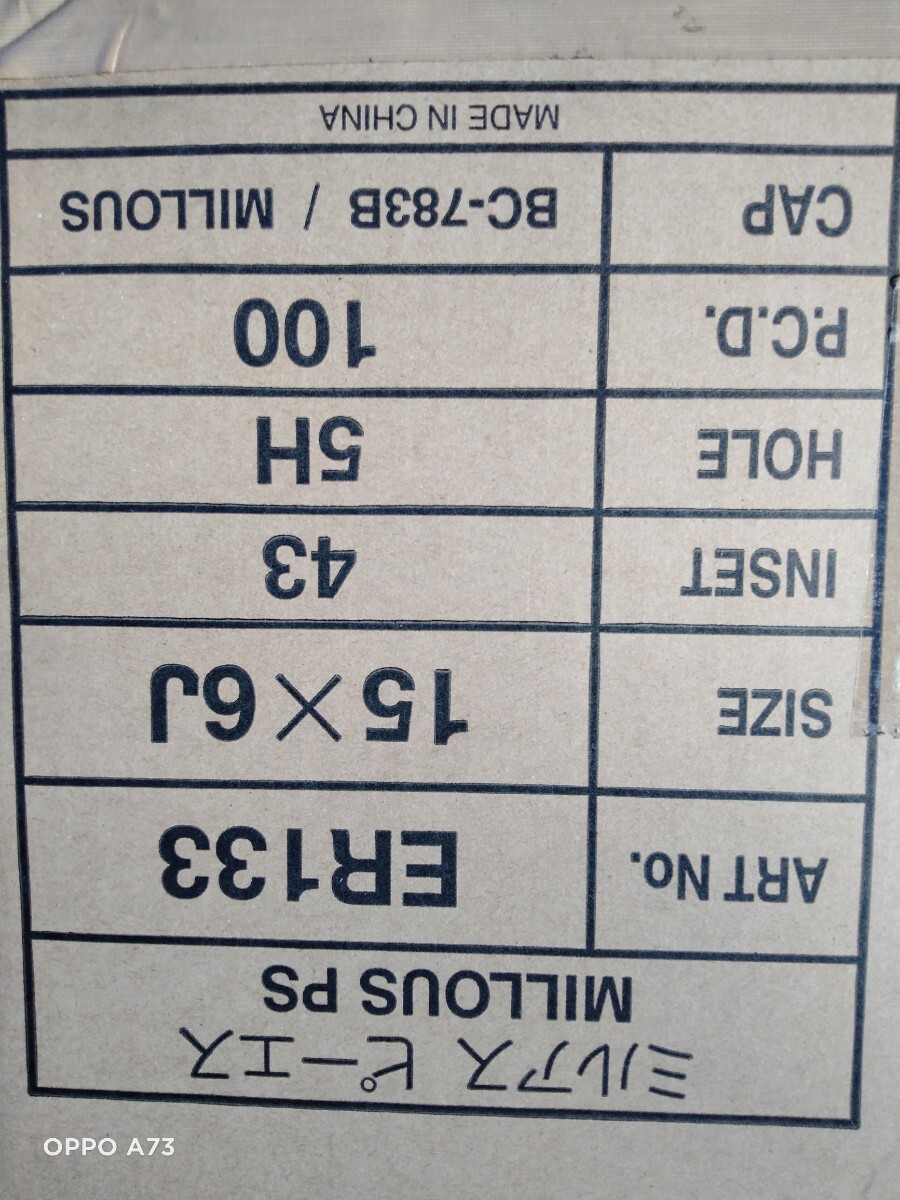 ミルアス ピーエス
MILLOUS PS
ART No. ER133
SIZE 15×6J
INSET 43
HOLE 5H
P.C.D. 100
CAP BC-783B / MILLOUS
MADE IN CHINA
OPPO A73